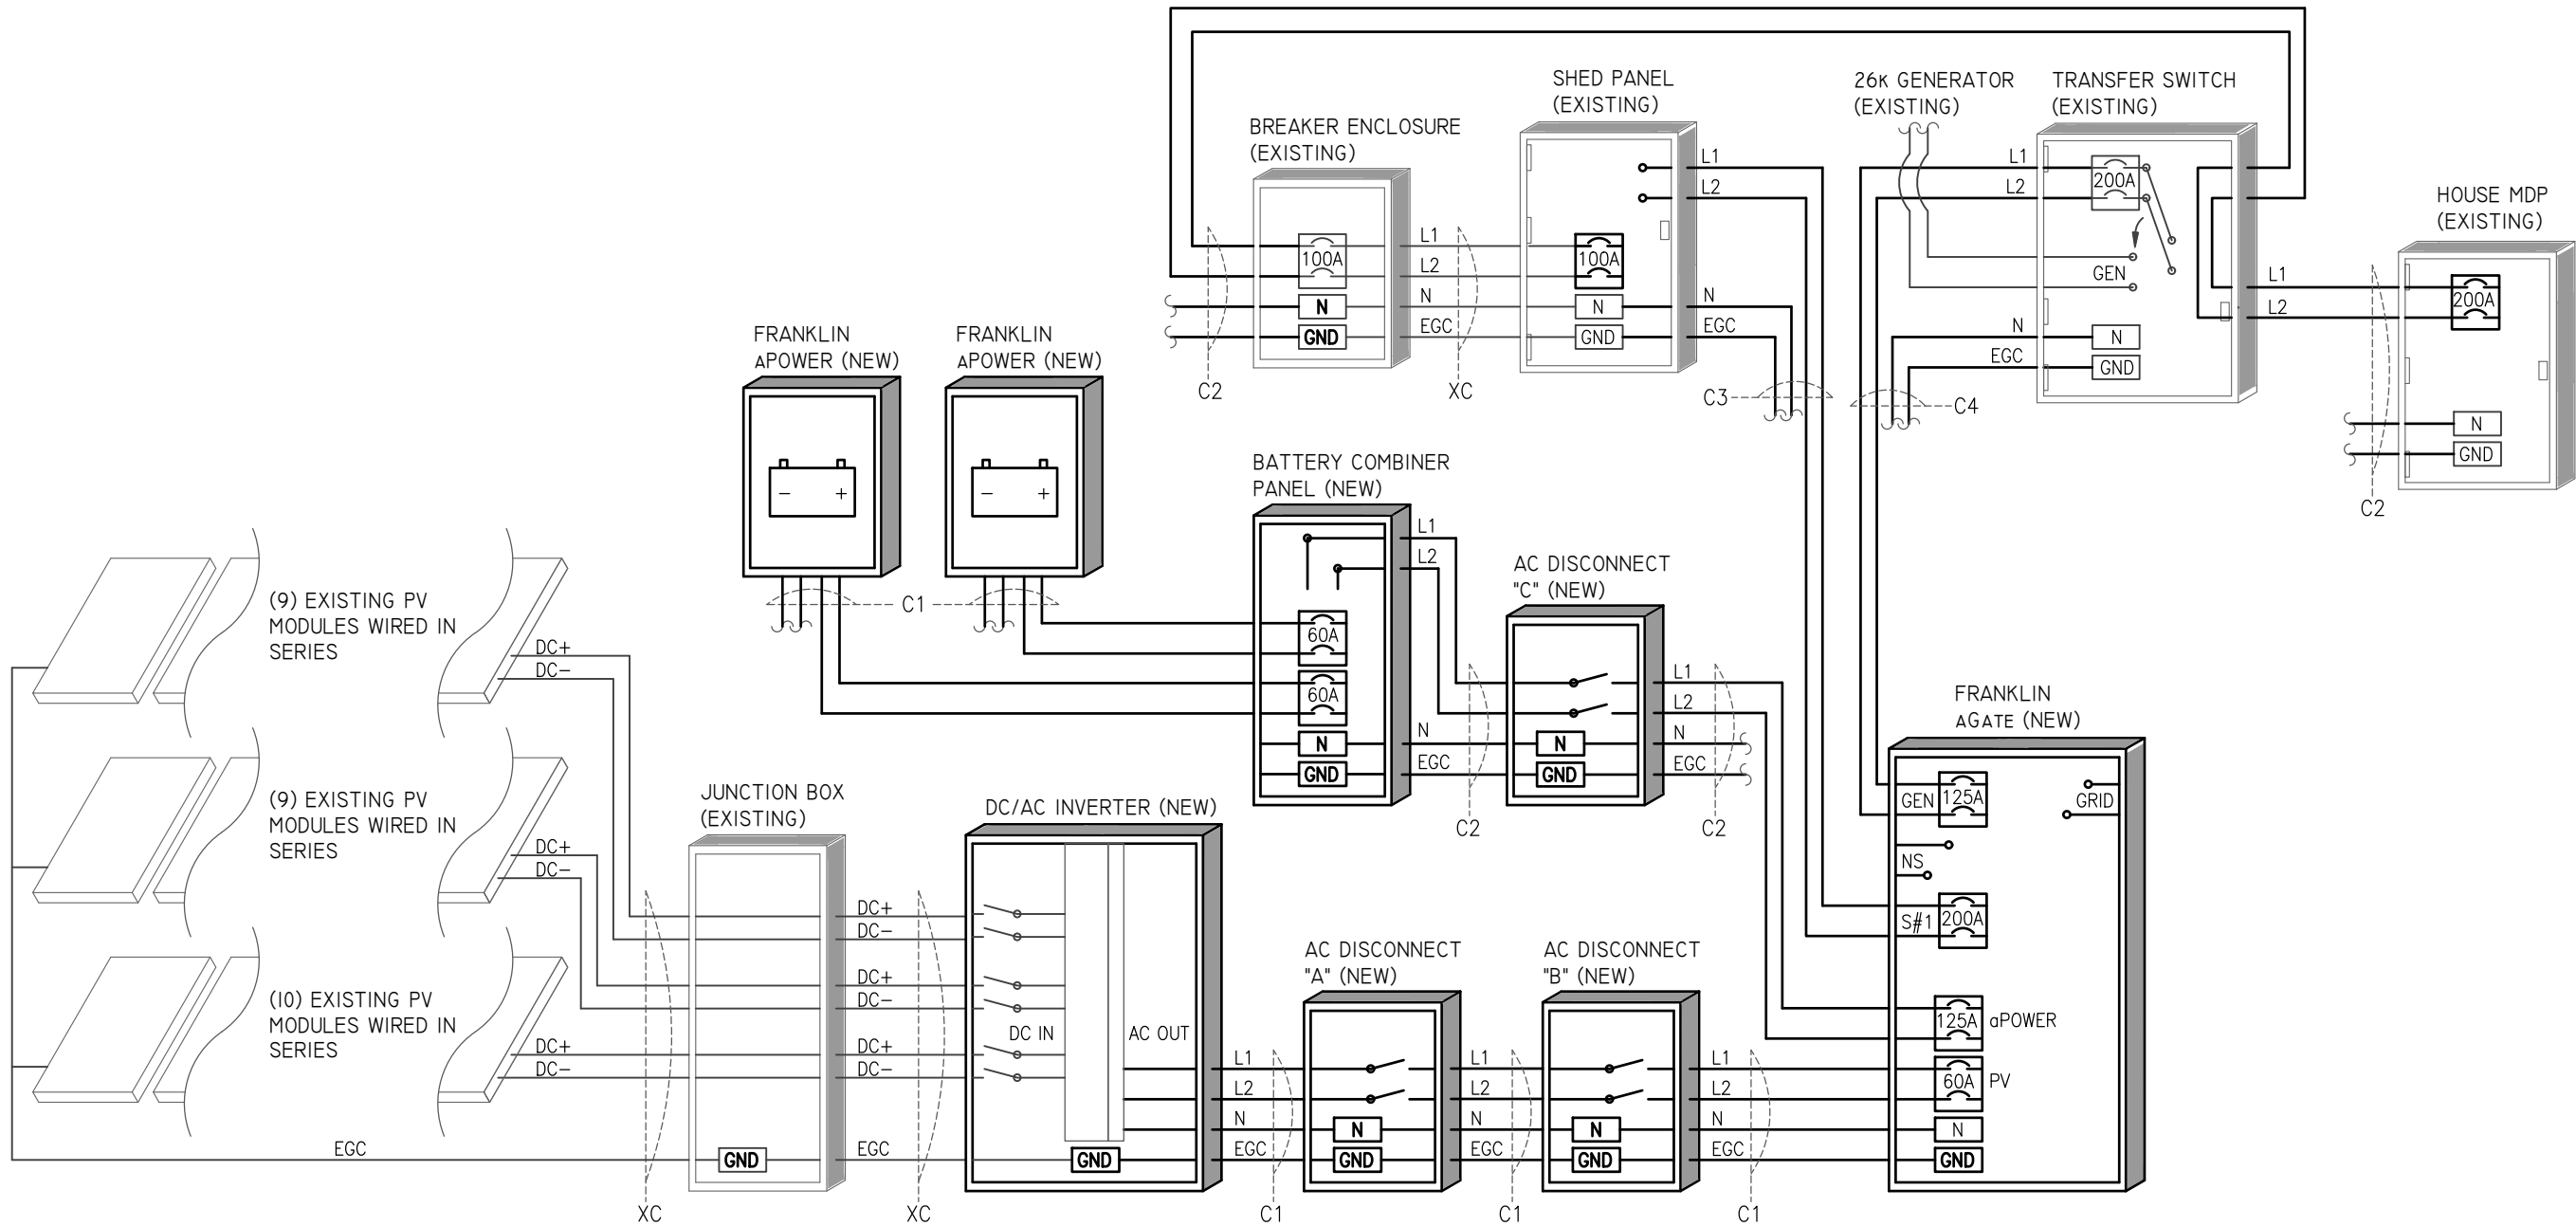 SHED PANEL
(EXISTING)
26K GENERATOR
(EXISTING)
TRANSFER SWITCH
(EXISTING)
BREAKER ENCLOSURE
(EXISTING)
HOUSE MDP
(EXISTING)
100A
N
GND
C2
L1
L2
N
EGC
XC
100A
N
GND
L1
L2
N
EGC
C3
C4
L1
L2
N
EGC
200A
GEN
N
GND
L1
L2
C2
200A
N
GND
FRANKLIN
APOWER (NEW)
FRANKLIN
APOWER (NEW)
- +
- +
C1
BATTERY COMBINER
PANEL (NEW)
60A
60A
N
GND
L1
L2
N
EGC
C2
AC DISCONNECT
"C" (NEW)
N
GND
L1
L2
N
EGC
C2
(9) EXISTING PV
MODULES WIRED IN
SERIES
DC+
DC-
(9) EXISTING PV
MODULES WIRED IN
SERIES
DC+
DC-
(10) EXISTING PV
MODULES WIRED IN
SERIES
DC+
DC-
EGC
XC
JUNCTION BOX
(EXISTING)
GND
DC+
DC-
DC+
DC-
DC+
DC-
EGC
XC
DC/AC INVERTER (NEW)
DC IN
AC OUT
GND
L1
L2
N
EGC
C1
AC DISCONNECT
"A" (NEW)
N
GND
L1
L2
N
EGC
C1
AC DISCONNECT
"B" (NEW)
N
GND
L1
L2
N
EGC
C1
FRANKLIN
AGATE (NEW)
GEN
125A
GRID
NS
S#1
200A
125A
aPOWER
60A
PV
N
GND